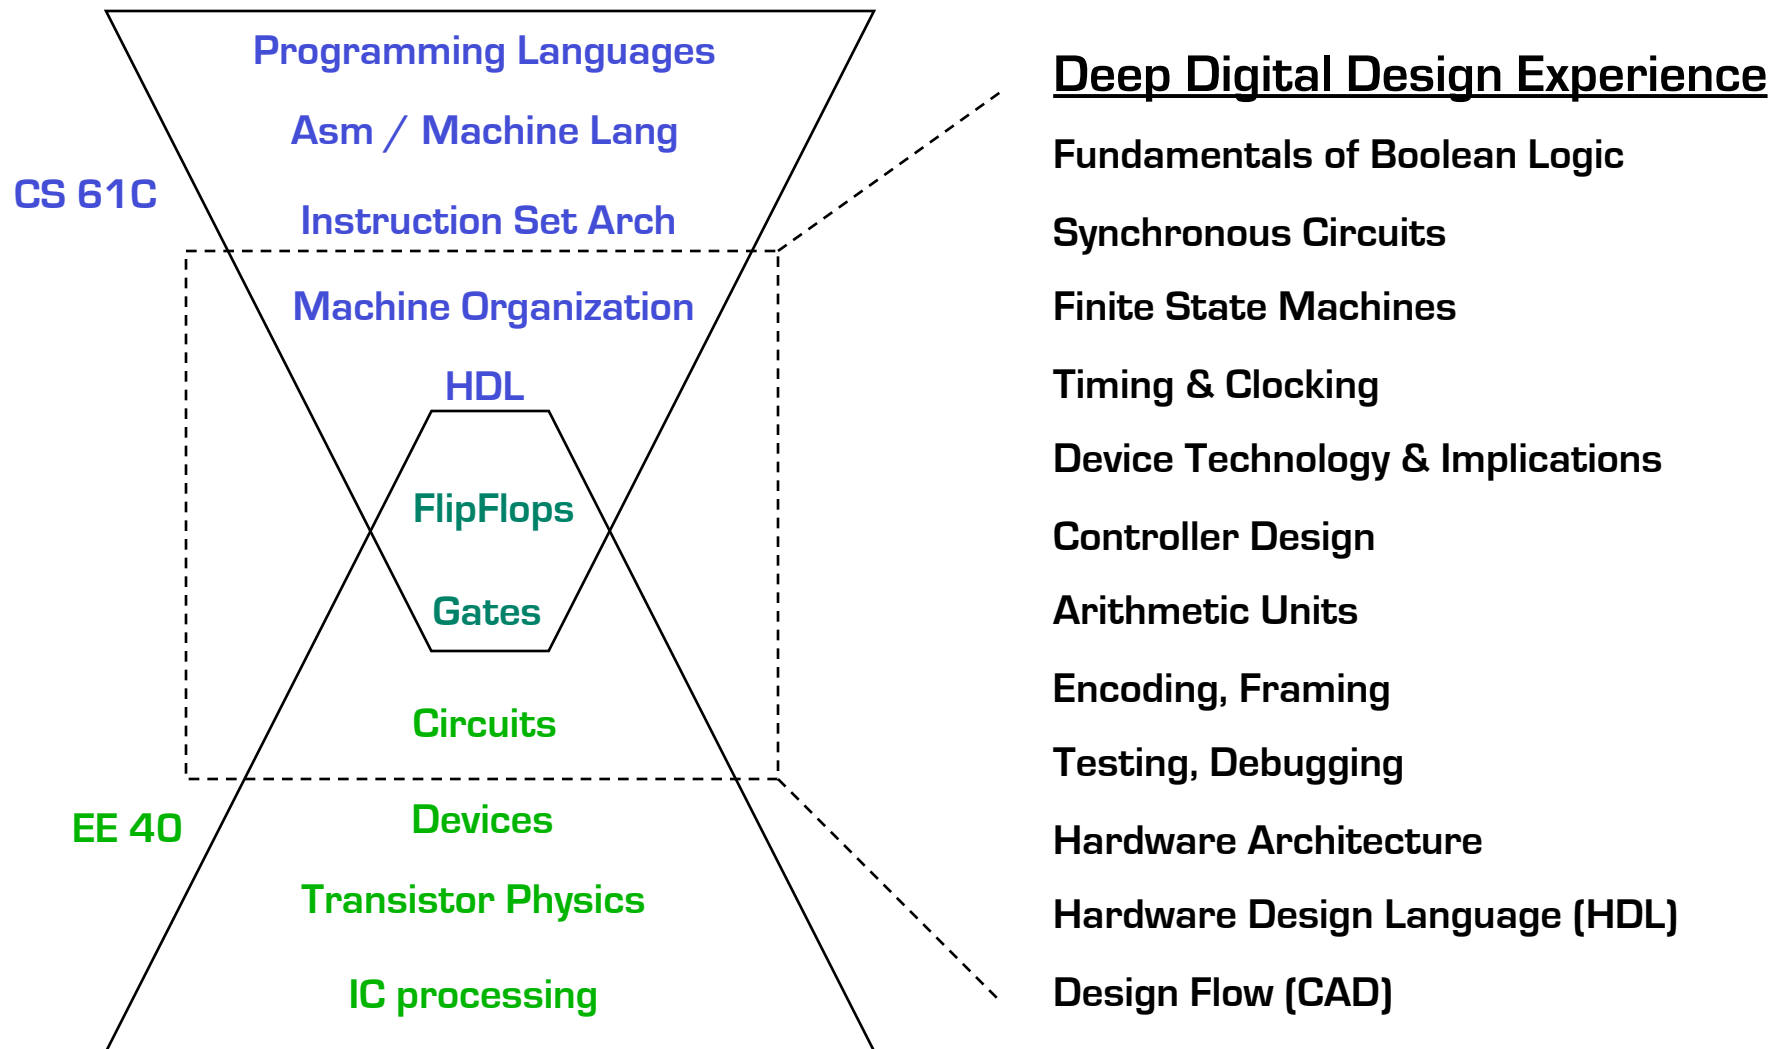 Programming Languages
Asm / Machine Lang
CS 61C
Instruction Set Arch
Machine Organization
HDL
FlipFlops
Gates
Circuits
EE 40
Devices
Transistor Physics
IC processing
Deep Digital Design Experience
Fundamentals of Boolean Logic
Synchronous Circuits
Finite State Machines
Timing & Clocking
Device Technology & Implications
Controller Design
Arithmetic Units
Encoding, Framing
Testing, Debugging
Hardware Architecture
Hardware Design Language (HDL)
Design Flow (CAD)